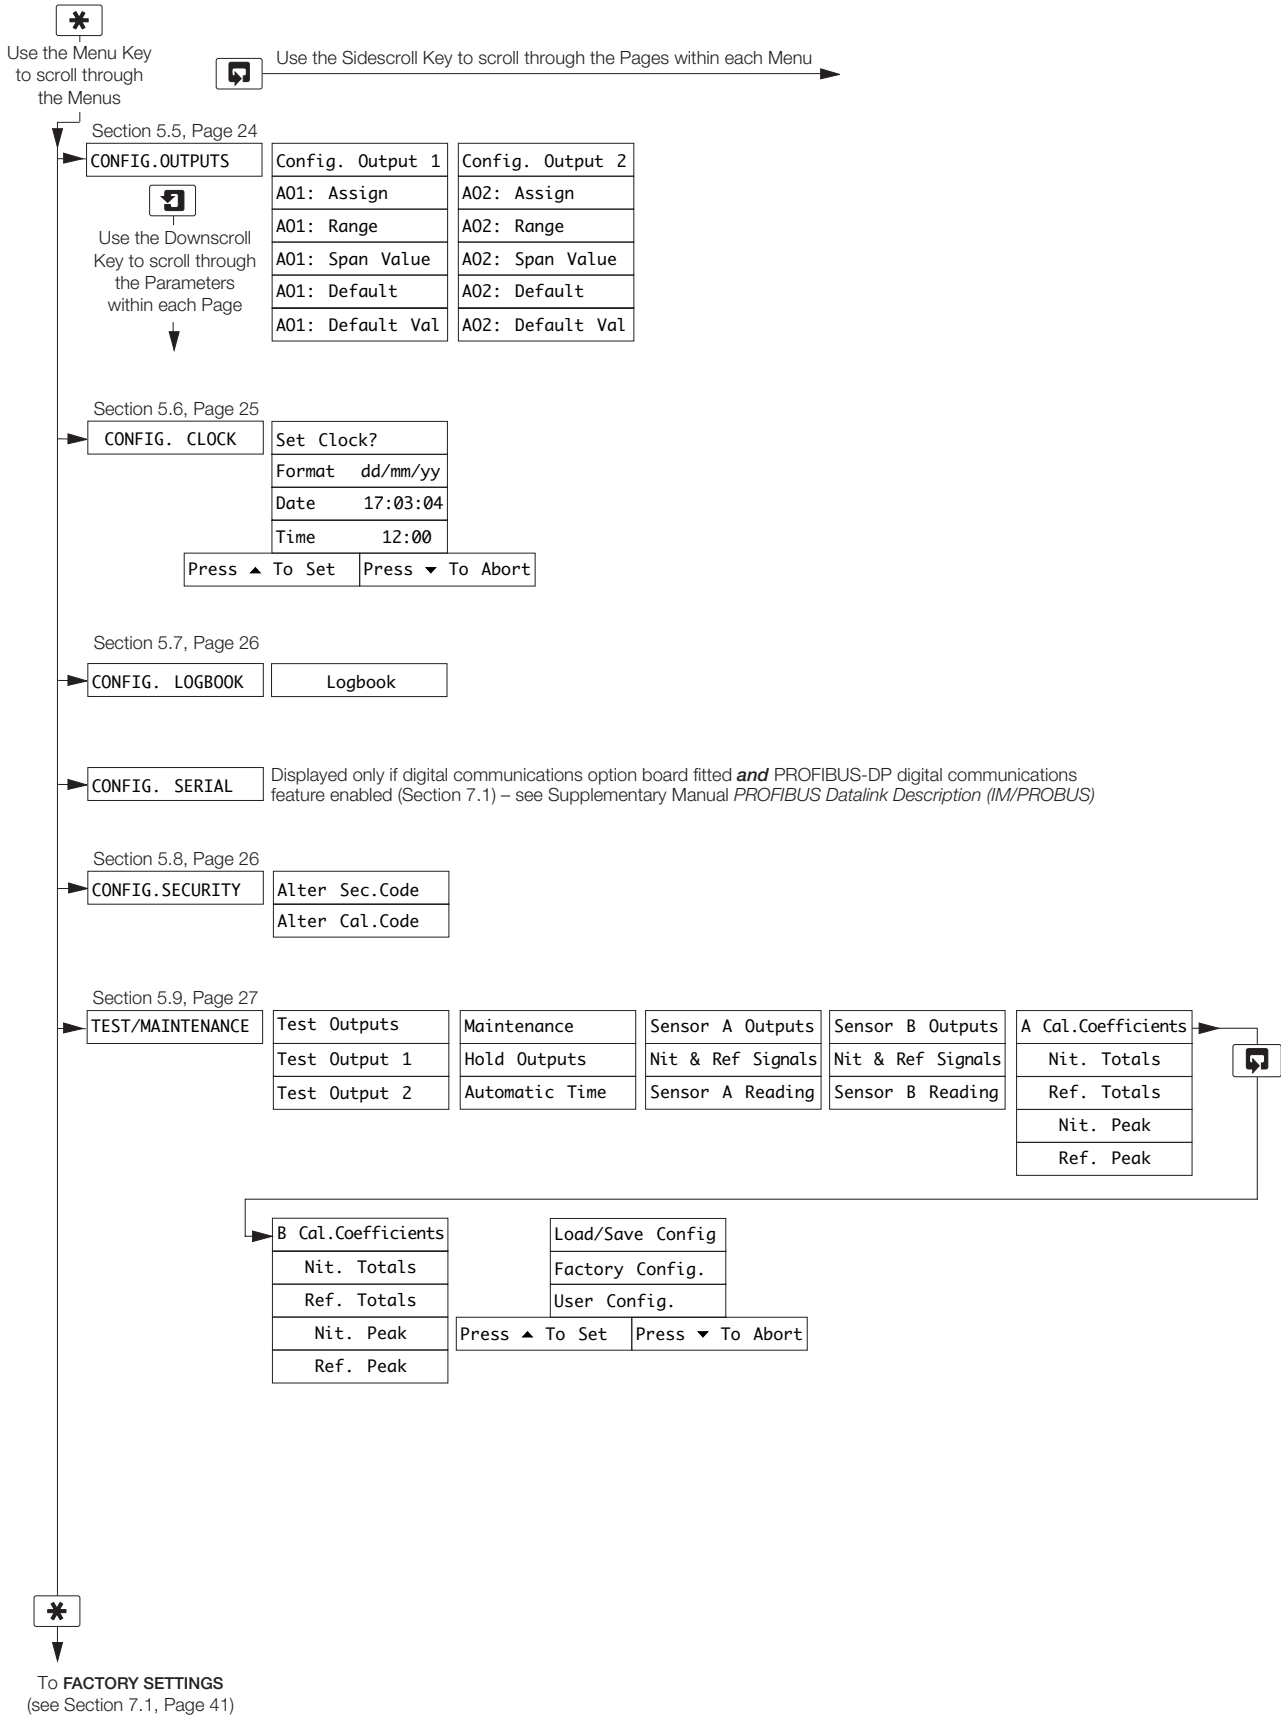 Use the Menu Key
to scroll through
the Menus
Use the Sidescroll Key to scroll through the Pages within each Menu
Section 5.5, Page 24
CONFIG.OUTPUTS
Use the Downscroll
Key to scroll through
the Parameters
within each Page
Config. Output 1
AO1: Assign
AO1: Range
AO1: Span Value
AO1: Default
AO1: Default Val
Config. Output 2
AO2: Assign
AO2: Range
AO2: Span Value
AO2: Default
AO2: Default Val
Section 5.6, Page 25
CONFIG. CLOCK
Set Clock?
Format dd/mm/yy
Date 17:03:04
Time 12:00
Press ▲ To Set
Press ▼ To Abort
Section 5.7, Page 26
CONFIG. LOGBOOK
Logbook
CONFIG. SERIAL
Displayed only if digital communications option board fitted and PROFIBUS-DP digital communications
feature enabled (Section 7.1) – see Supplementary Manual PROFIBUS Datalink Description (IM/PROBUS)
Section 5.8, Page 26
CONFIG.SECURITY
Alter Sec.Code
Alter Cal.Code
Section 5.9, Page 27
TEST/MAINTENANCE
Test Outputs
Test Output 1
Test Output 2
Maintenance
Hold Outputs
Automatic Time
Sensor A Outputs
Nit & Ref Signals
Sensor A Reading
Sensor B Outputs
Nit & Ref Signals
Sensor B Reading
A Cal.Coefficients
Nit. Totals
Ref. Totals
Nit. Peak
Ref. Peak
B Cal.Coefficients
Nit. Totals
Ref. Totals
Nit. Peak
Ref. Peak
Load/Save Config
Factory Config.
User Config.
Press ▲ To Set
Press ▼ To Abort
To FACTORY SETTINGS
(see Section 7.1, Page 41)